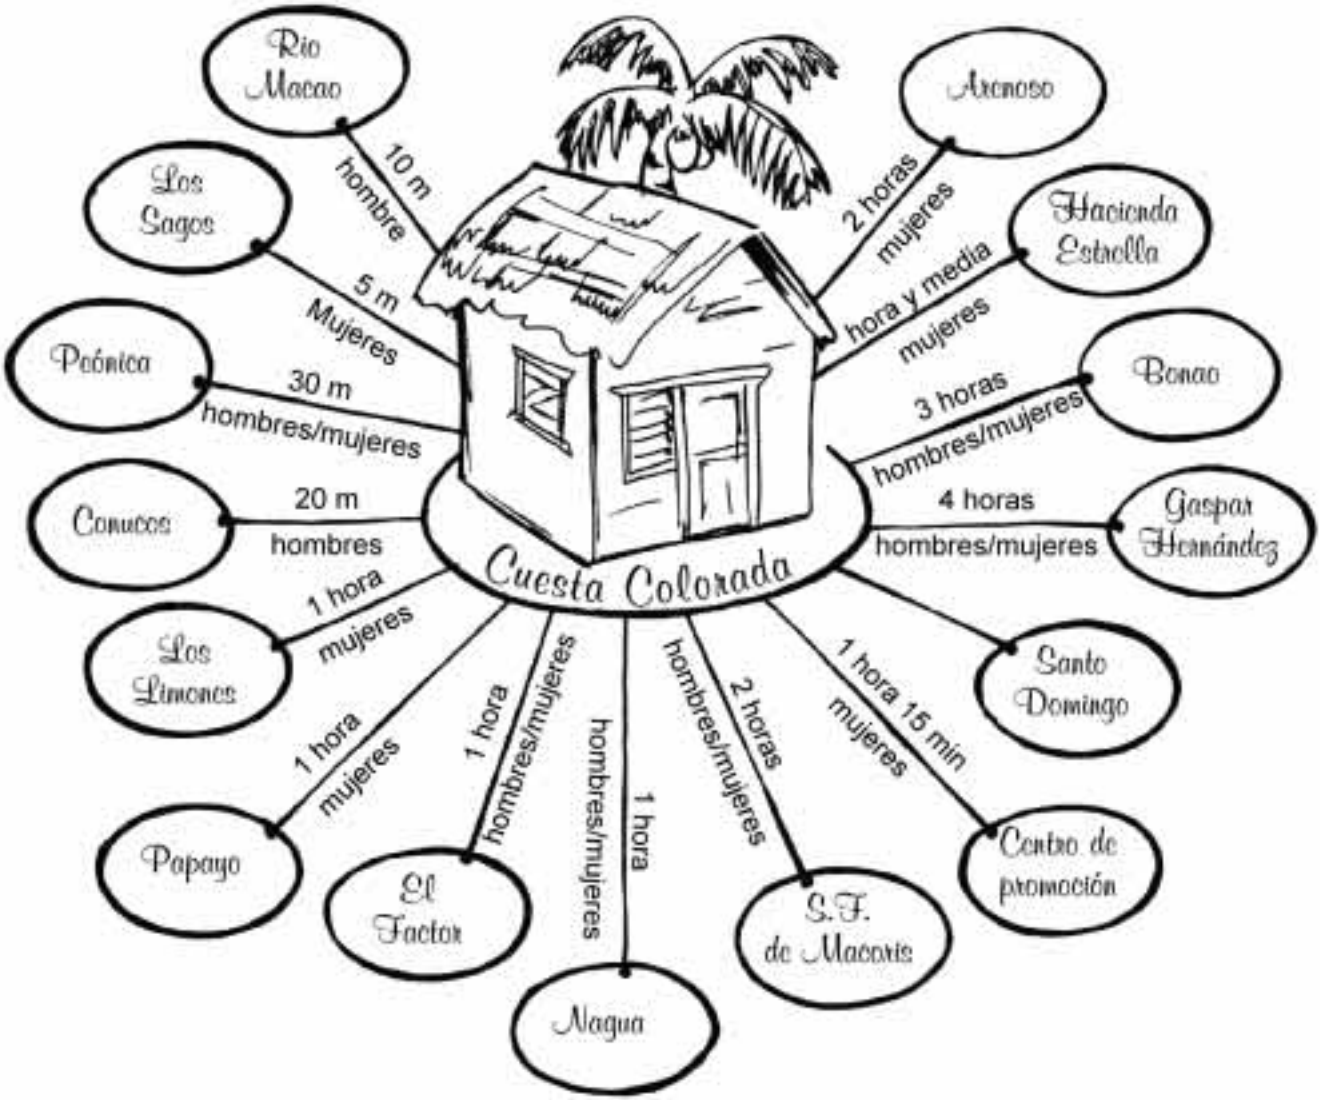 Río
Macao
10 m
hombre
Los
Sagos
5 m
Mujeres
Peónica
30 m
hombres/mujeres
Conucos
20 m
hombres
Los
Limones
1 hora
mujeres
Papayo
1 hora
mujeres
El
Factor
1 hora
hombres/mujeres
Nagua
1 hora
hombres/mujeres
S.F.
de Macorís
2 horas
hombres/mujeres
Centro de
promoción
1 hora 15 min
mujeres
Santo
Domingo
Gaspar
Hernández
4 horas
hombres/mujeres
Bonao
3 horas
hombres/mujeres
Hacienda
Estrella
hora y media
mujeres
Arenoso
2 horas
mujeres
Cuesta Colorada